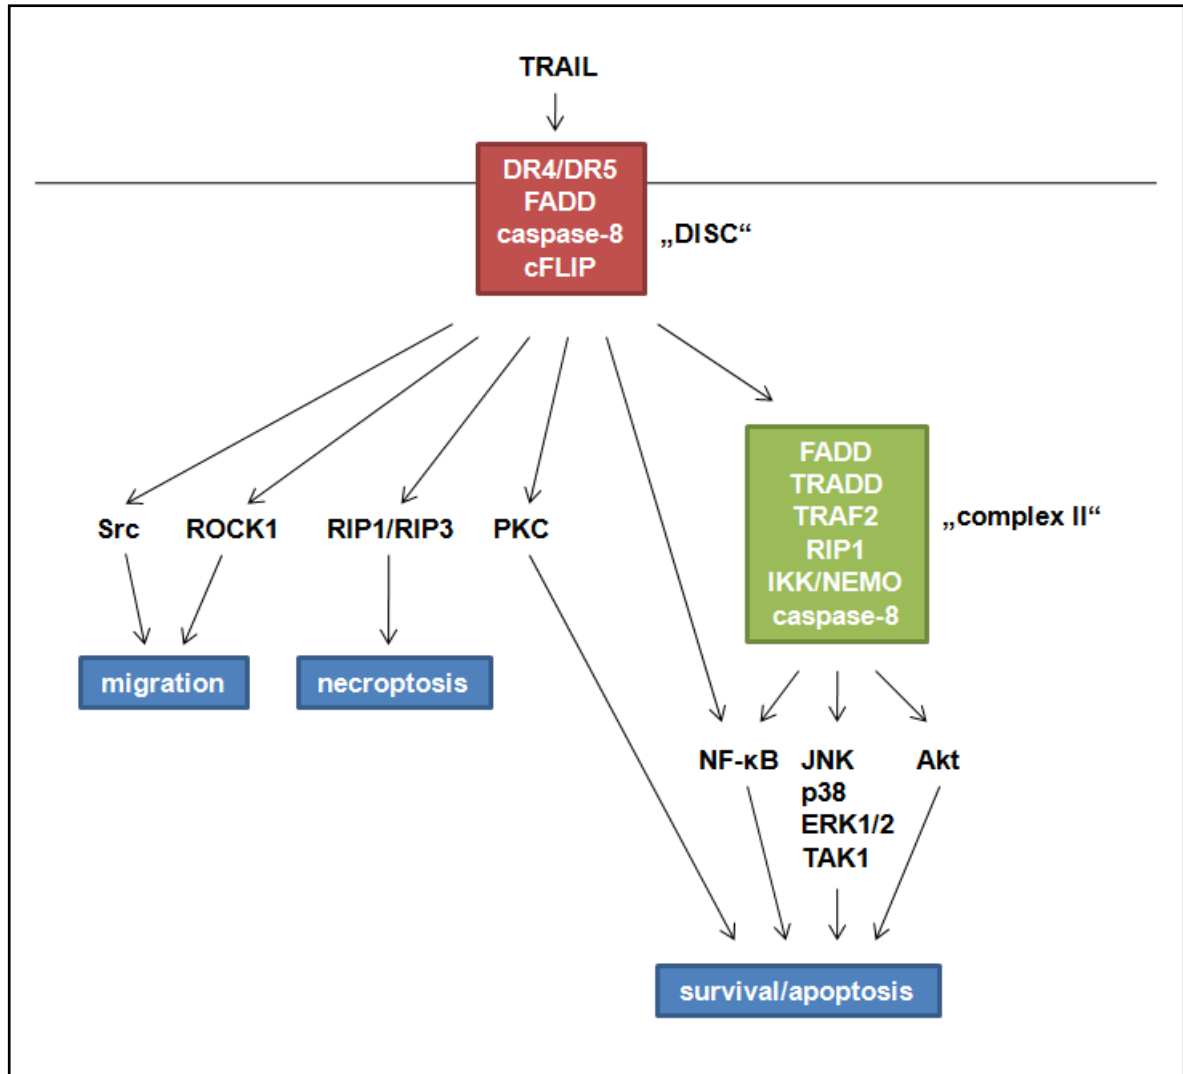 TRAIL
DR4/DR5
FADD
caspase-8
cFLIP
„DISC“
FADD
TRADD
TRAF2
RIP1
IKK/NEMO
caspase-8
„complex II“
Src
ROCK1
RIP1/RIP3
PKC
migration
necroptosis
NF-κB
JNK
p38
ERK1/2
TAK1
Akt
survival/apoptosis